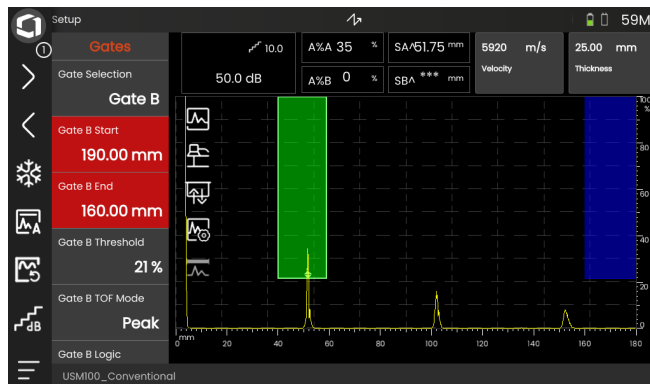 Setup
59M
1
Gates
Gate Selection
Gate B
Gate B Start
190.00 mm
Gate B End
160.00 mm
Gate B Threshold
21 %
Gate B TOF Mode
Peak
Gate B Logic
10.0
50.0 dB
A%A 35 %
A%B 0 %
SA^51.75 mm
SB^ *** mm
5920 m/s
Velocity
25.00 mm
Thickness
A
dB
100
%
80
60
40
20
0
mm 20 40 60 80 100 120 140 160 180
USM100_Conventional